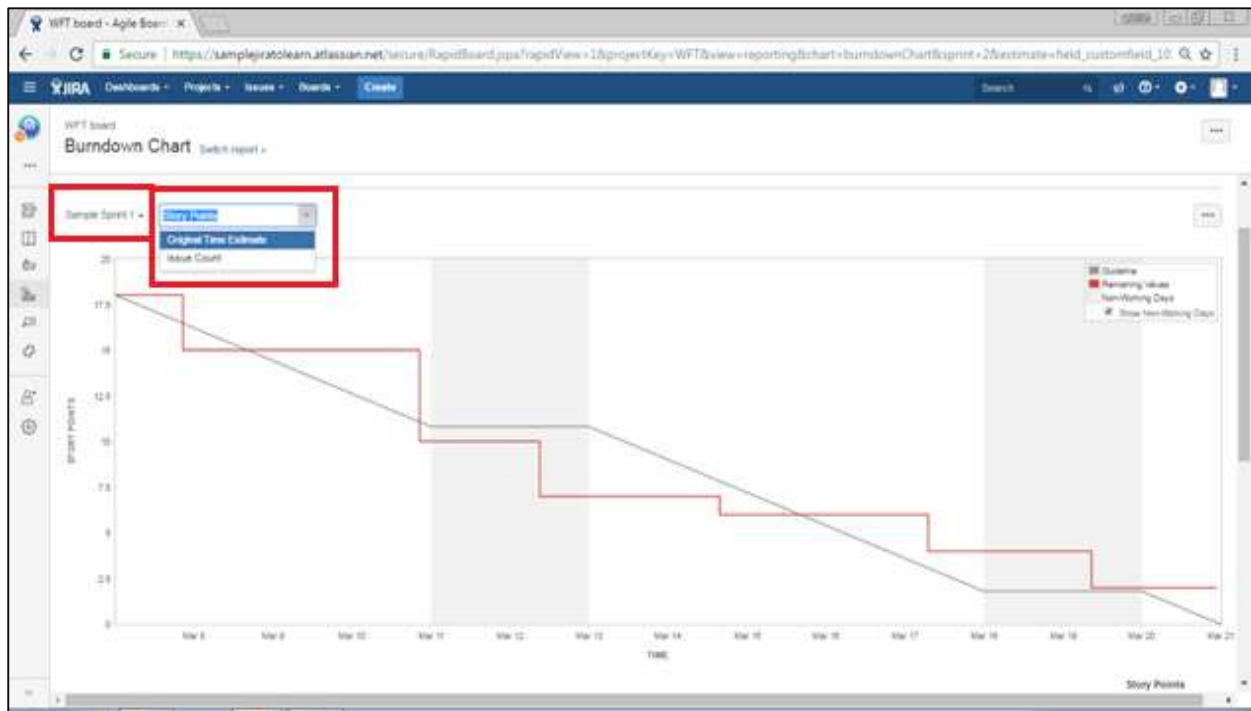 WFT board - Agile Boar
Secure | https://samplejiratolearn.atlassian.net/secure/RapidBoard.jspa?rapidView=1&projectKey=WFT&view=reporting&chart=burndownChart&sprint=2&estimate=field_customfield_10
JIRA Dashboards Projects Issues Boards Create Search
WFT board
Burndown Chart Switch report
Sample Sprint 1 Story Points
Original Time Estimate
Issue Count
Guideline
Remaining Values
Non-Working Days
Show Non-Working Days
20
17.5
15
12.5
10
7.5
5
2.5
0
STORY POINTS
Mar 9 Mar 10 Mar 11 Mar 12 Mar 13 Mar 14 Mar 15 Mar 16 Mar 17 Mar 18 Mar 19 Mar 20 Mar 21
TIME
Story Points